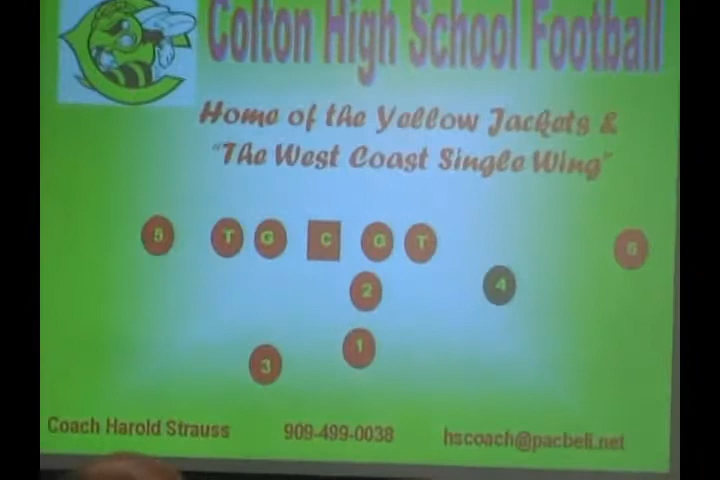 Colton High School Football
Home of the Yellow Jackets &
"The West Coast Single Wing"
5 T G C G T 6
2 4
3 1
Coach Harold Strauss 909-499-0038 hscoach@pacbell.net